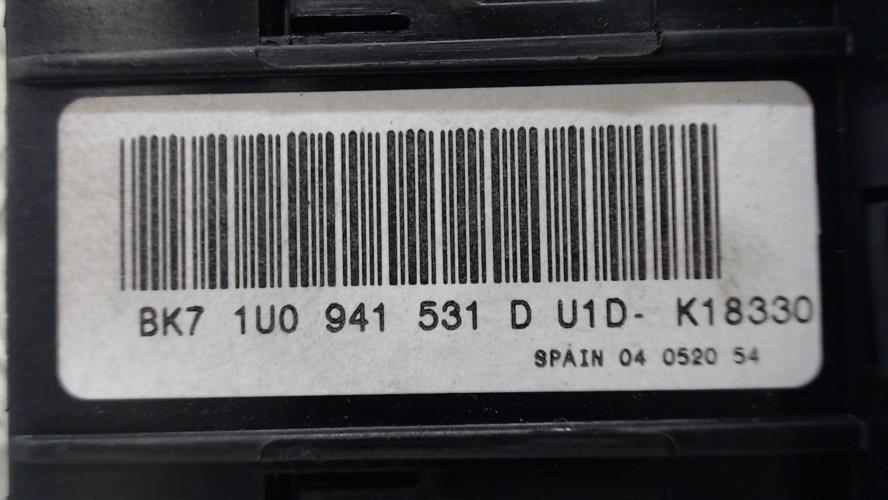 BK7 1U0 941 531 D U1D- K18330
SPAIN 04 0520 54